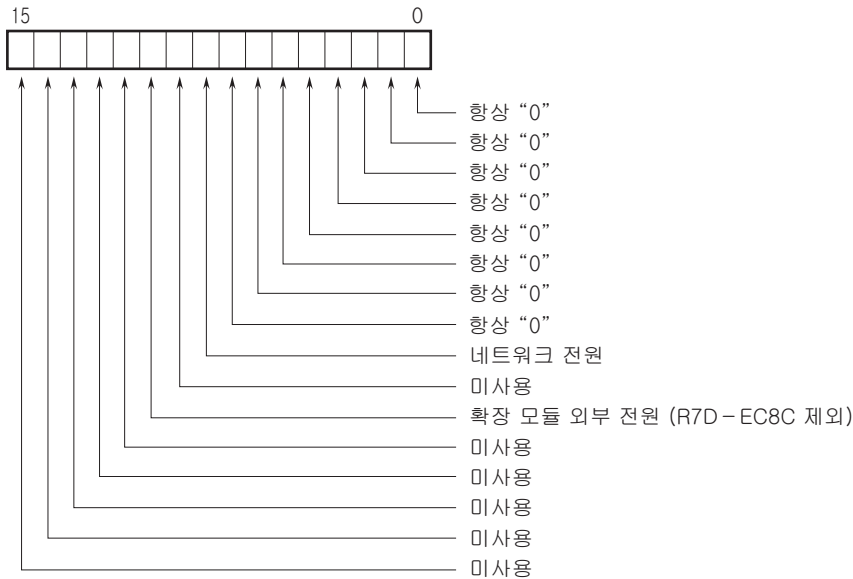 15 0
항상 “0”
항상 “0”
항상 “0”
항상 “0”
항상 “0”
항상 “0”
항상 “0”
항상 “0”
네트워크 전원
미사용
확장 모듈 외부 전원 (R7D－EC8C 제외)
미사용
미사용
미사용
미사용
미사용